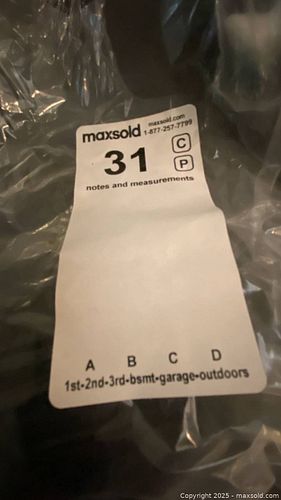 maxsold maxsold.com
1-877-257-7799
31 C
P
notes and measurements
A B C D
1st-2nd-3rd-bsmt-garage-outdoors
Copyright © 2025 - maxsold.com